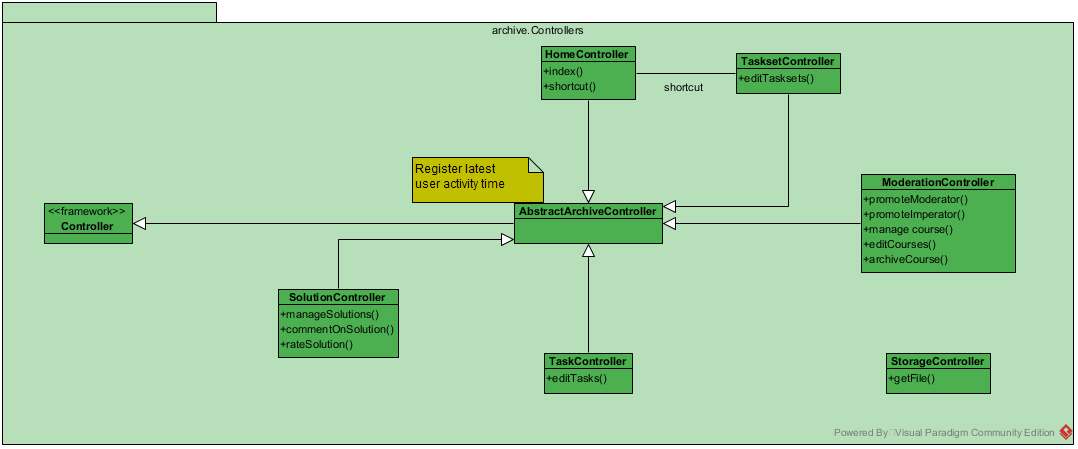 archive.Controllers
HomeController
+index()
+shortcut()
shortcut
TasksetController
+editTasksets()
Register latest
user activity time
<<framework>>
Controller
AbstractArchiveController
ModerationController
+promoteModerator()
+promoteImperator()
+manage course()
+editCourses()
+archiveCourse()
SolutionController
+manageSolutions()
+commentOnSolution()
+rateSolution()
TaskController
+editTasks()
StorageController
+getFile()
Powered By Visual Paradigm Community Edition